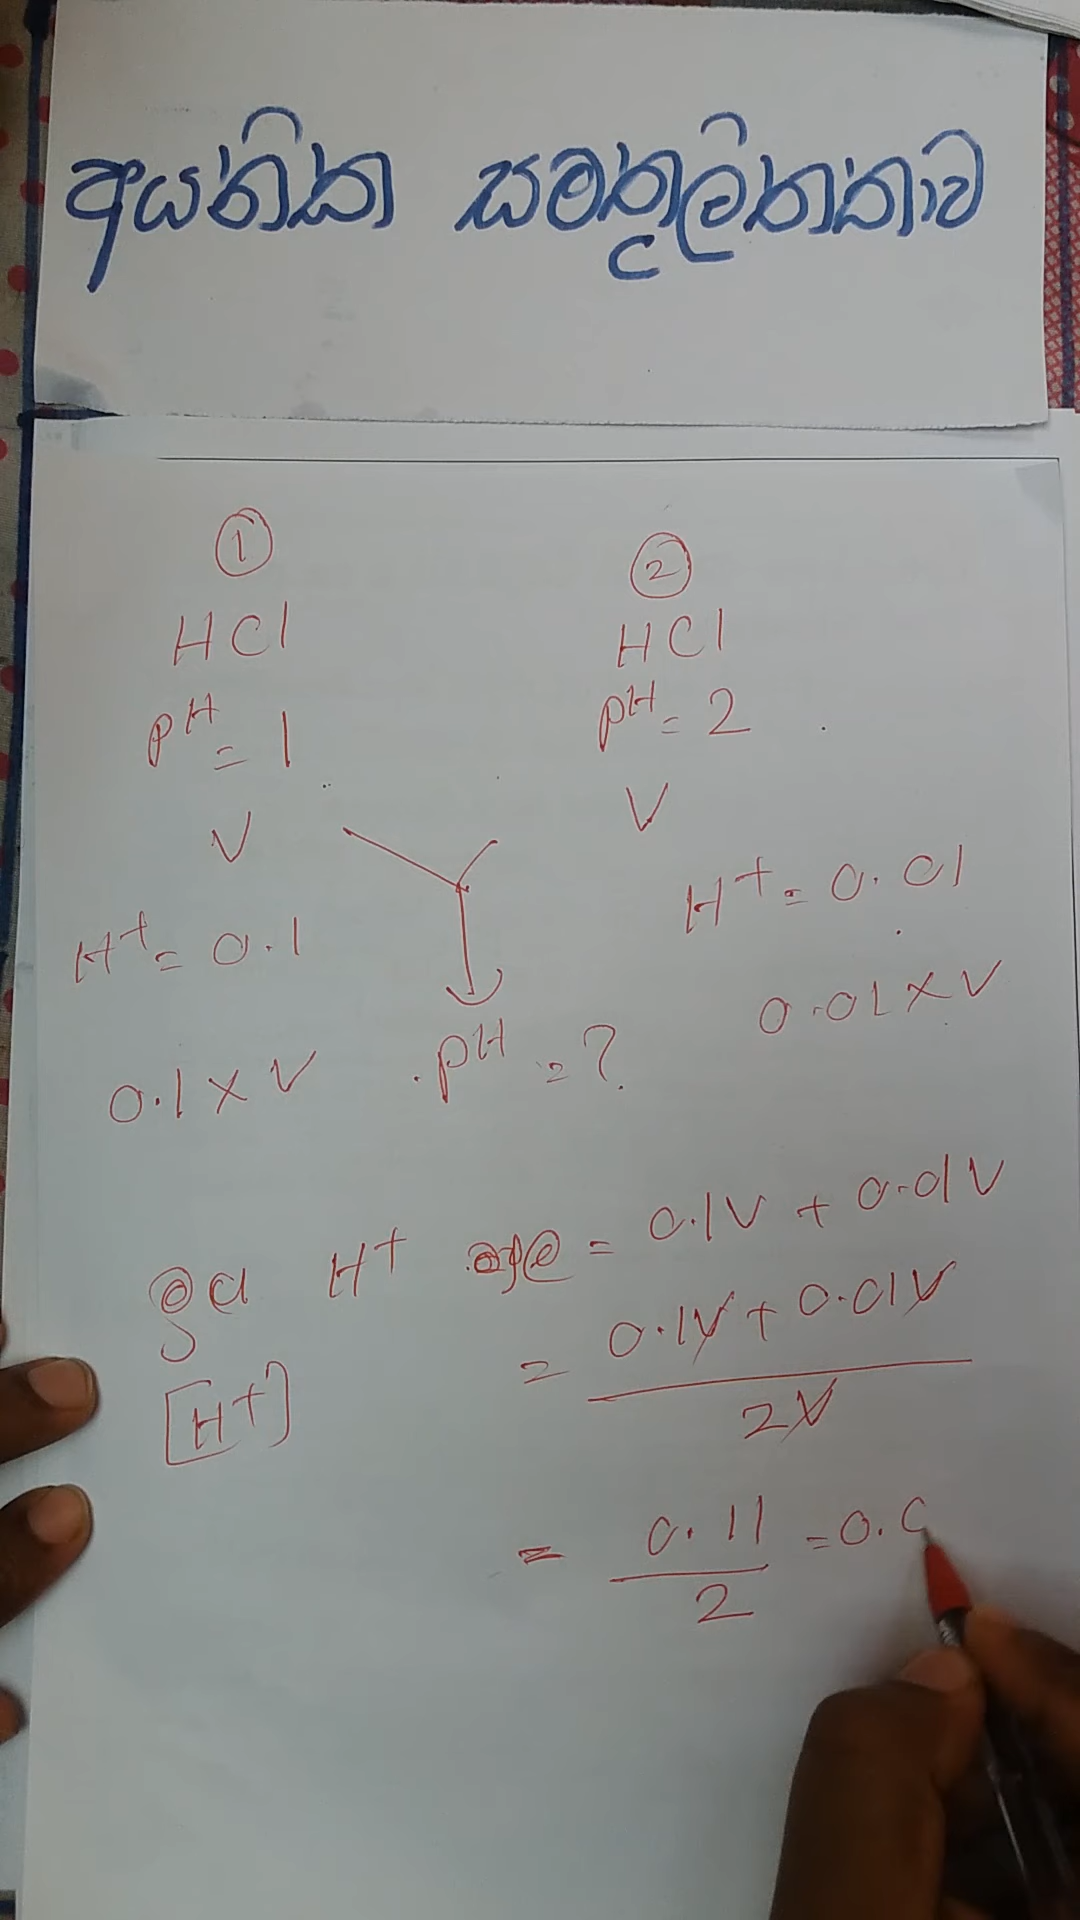 අයනික සමතුලිතතාව
① ②
HCl HCl
pH = 1 pH = 2
V V
H+ = 0.1 H+ = 0.01
0.1 x V pH = ? 0.01 x V
මුල H+ මවුල = 0.1V + 0.01V
[H+] = 0.1V + 0.01V
2V
= 0.11 = 0.0
2